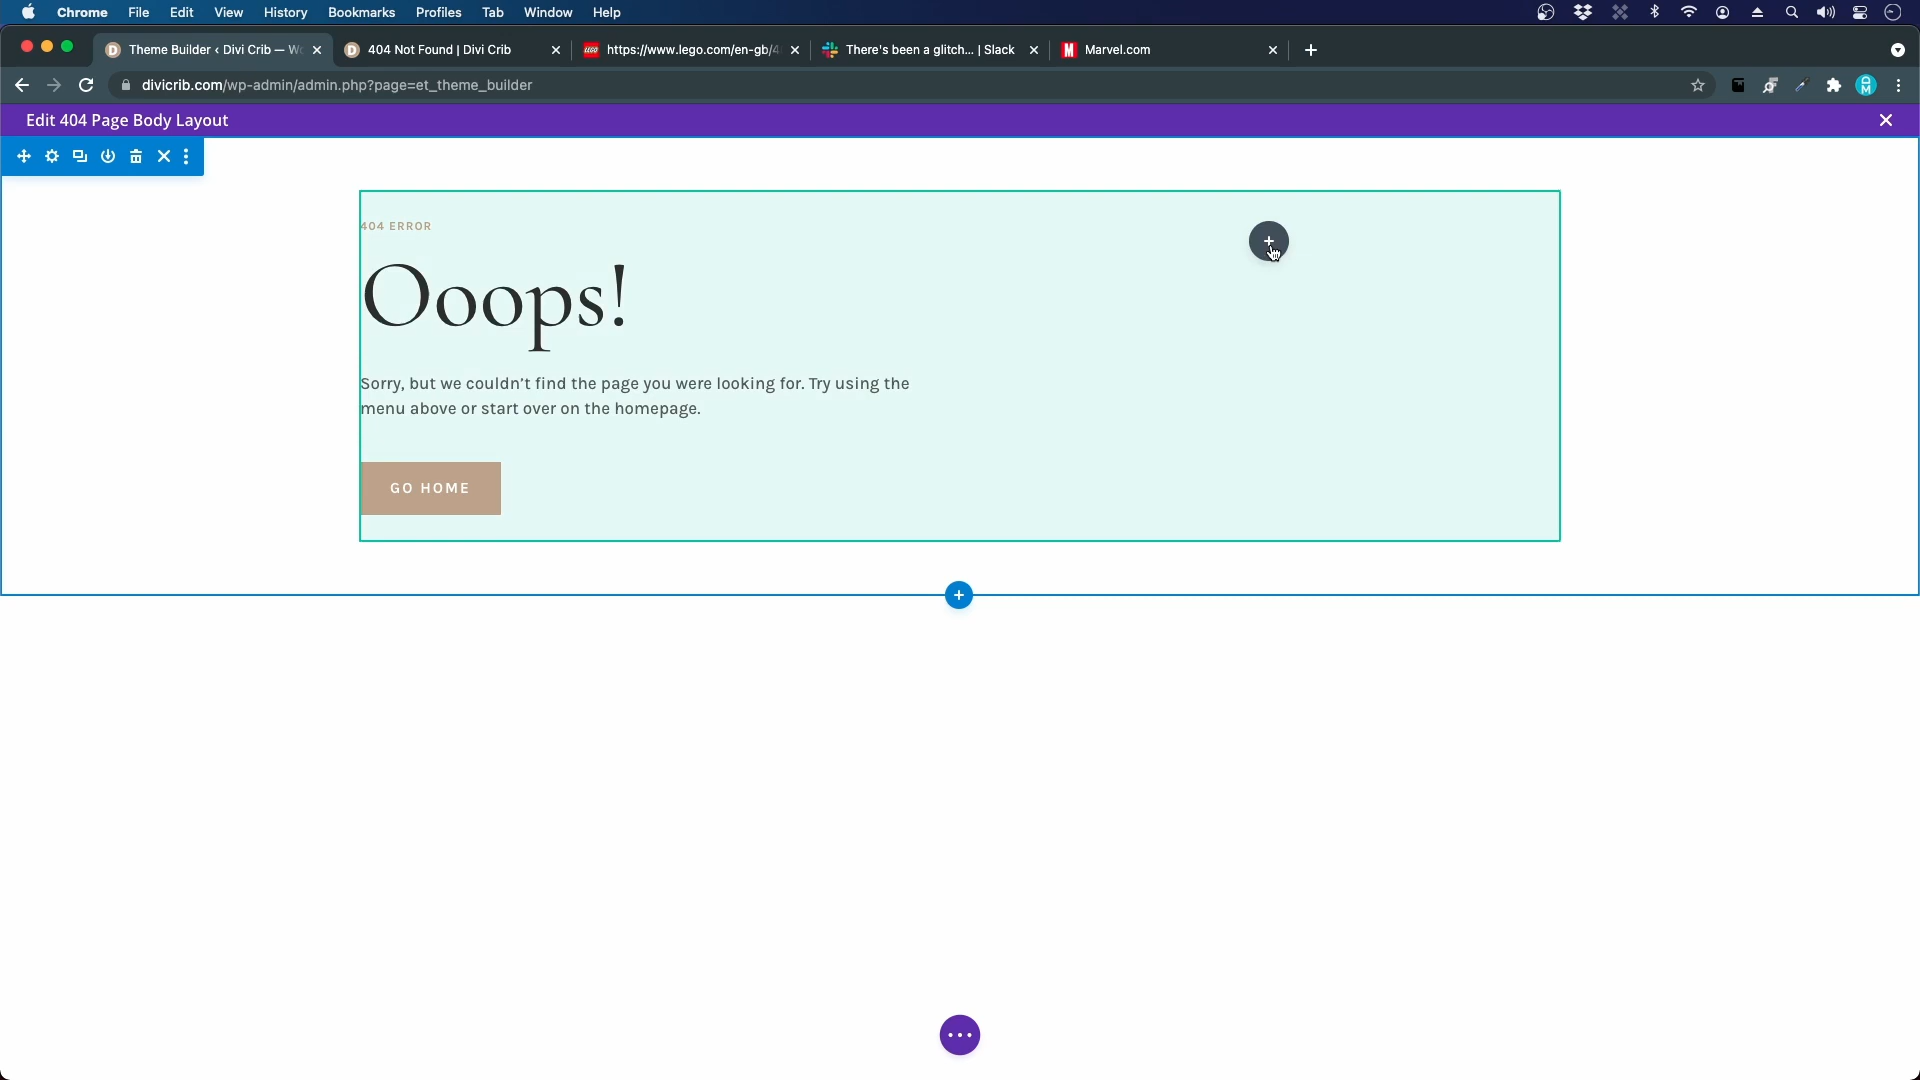 Chrome File Edit View History Bookmarks Profiles Tab Window Help
Theme Builder ‹ Divi Crib — Wo
404 Not Found | Divi Crib
https://www.lego.com/en-gb/4
There's been a glitch... | Slack
Marvel.com
divicrib.com/wp-admin/admin.php?page=et_theme_builder
Edit 404 Page Body Layout
404 ERROR
Ooops!
Sorry, but we couldn’t find the page you were looking for. Try using the
menu above or start over on the homepage.
GO HOME